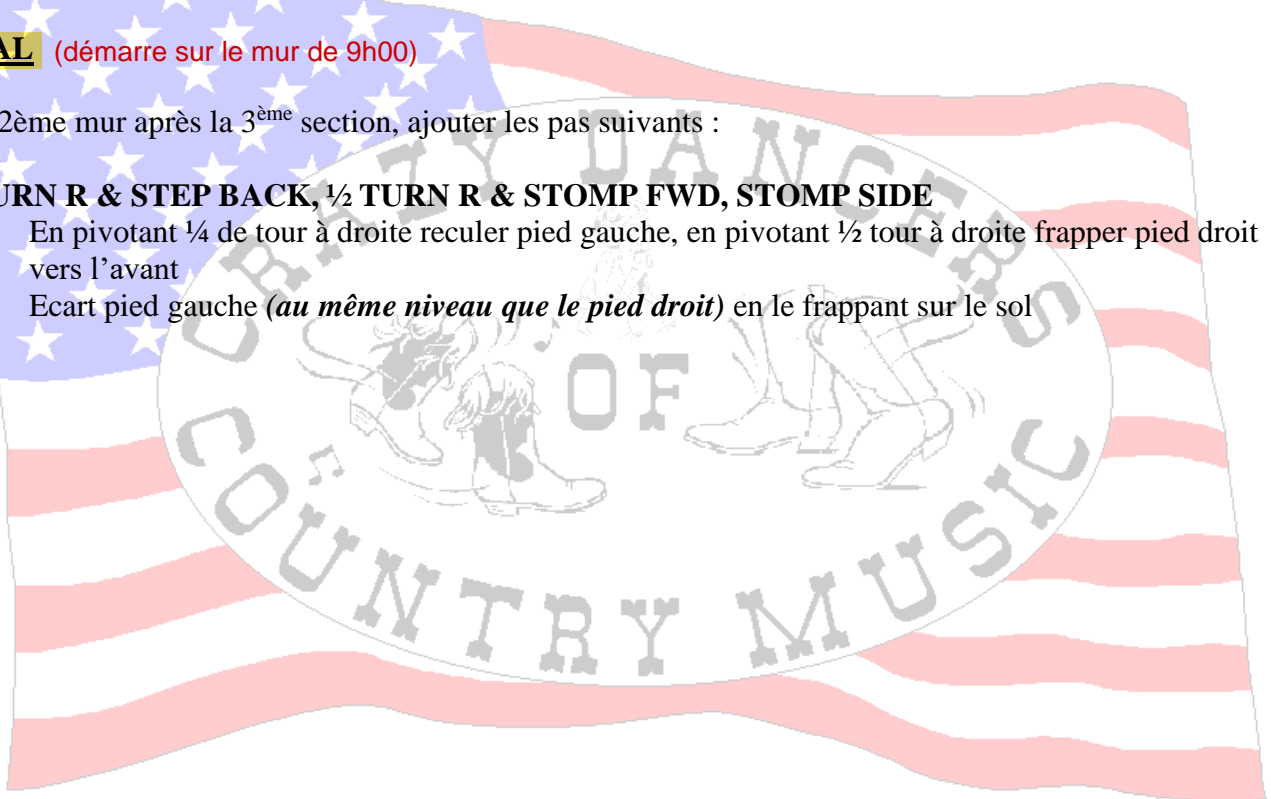 AL (démarre sur le mur de 9h00)
2ème mur après la 3ème section, ajouter les pas suivants :
URN R & STEP BACK, ½ TURN R & STOMP FWD, STOMP SIDE
En pivotant ¼ de tour à droite reculer pied gauche, en pivotant ½ tour à droite frapper pied droit
vers l’avant
Ecart pied gauche (au même niveau que le pied droit) en le frappant sur le sol
CRAZY DANCERS
OF
COUNTRY MUSIC